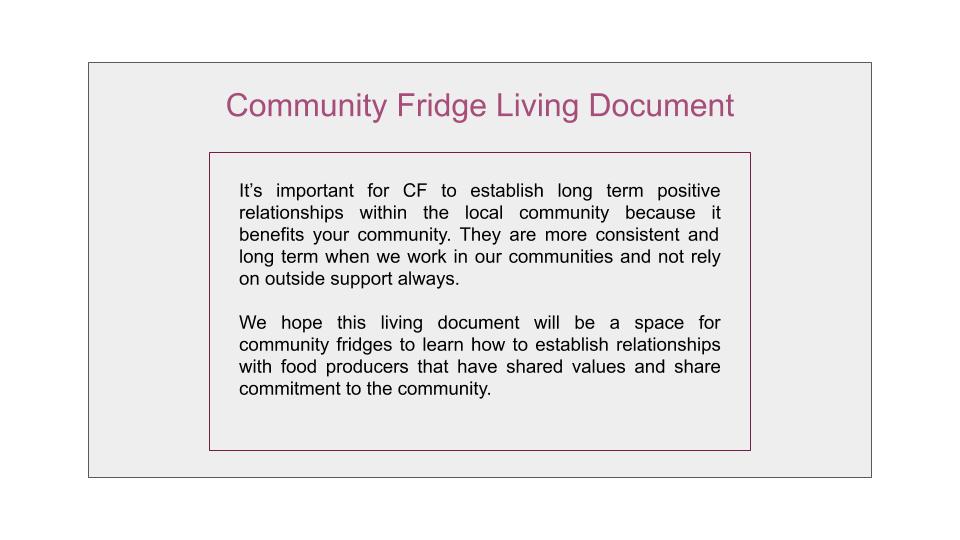 Community Fridge Living Document
It’s important for CF to establish long term positive
relationships within the local community because it
benefits your community. They are more consistent and
long term when we work in our communities and not rely
on outside support always.
We hope this living document will be a space for
community fridges to learn how to establish relationships
with food producers that have shared values and share
commitment to the community.